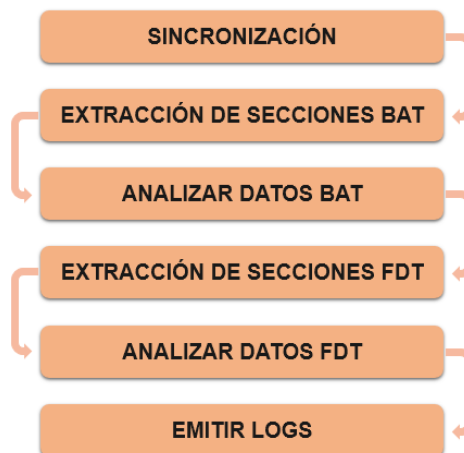 SINCRONIZACIÓN
EXTRACCIÓN DE SECCIONES BAT
ANALIZAR DATOS BAT
EXTRACCIÓN DE SECCIONES FDT
ANALIZAR DATOS FDT
EMITIR LOGS